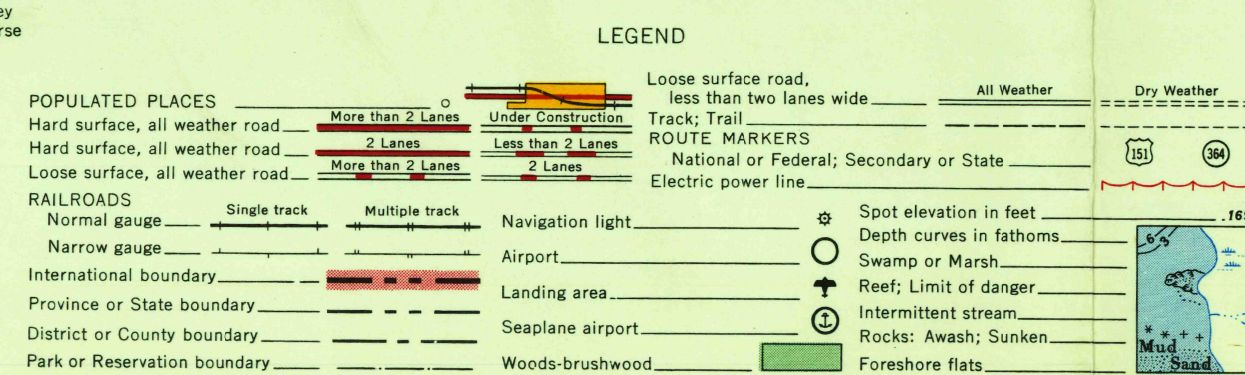 LEGEND
POPULATED PLACES
Hard surface, all weather road More than 2 Lanes Under Construction
Hard surface, all weather road 2 Lanes Less than 2 Lanes
Loose surface, all weather road More than 2 Lanes 2 Lanes
RAILROADS
Normal gauge Single track Multiple track
Narrow gauge
International boundary
Province or State boundary
District or County boundary
Park or Reservation boundary
Navigation light
Airport
Landing area
Seaplane airport
Woods-brushwood
Loose surface road,
less than two lanes wide All Weather Dry Weather
Track; Trail
ROUTE MARKERS
National or Federal; Secondary or State 151 364
Electric power line
Spot elevation in feet
Depth curves in fathoms 6 3
Swamp or Marsh
Reef; Limit of danger
Intermittent stream
Rocks: Awash; Sunken
Foreshore flats
Mud
Sand